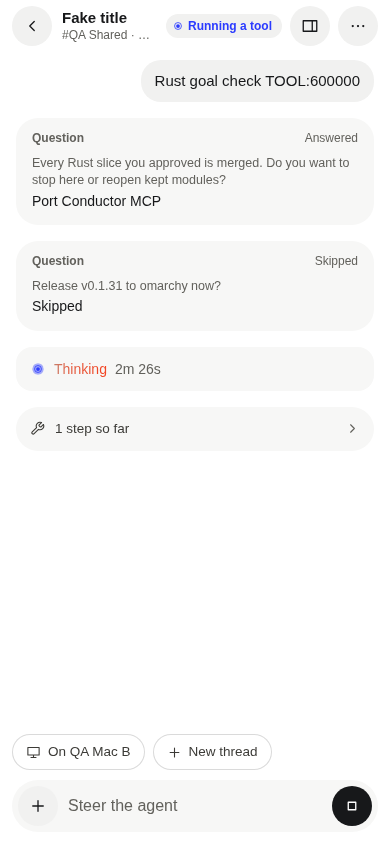 Fake title
#QA Shared · …
Running a tool
Rust goal check TOOL:600000
Question
Answered
Every Rust slice you approved is merged. Do you want to
stop here or reopen kept modules?
Port Conductor MCP
Question
Skipped
Release v0.1.31 to omarchy now?
Skipped
Thinking 2m 26s
1 step so far
On QA Mac B
New thread
Steer the agent